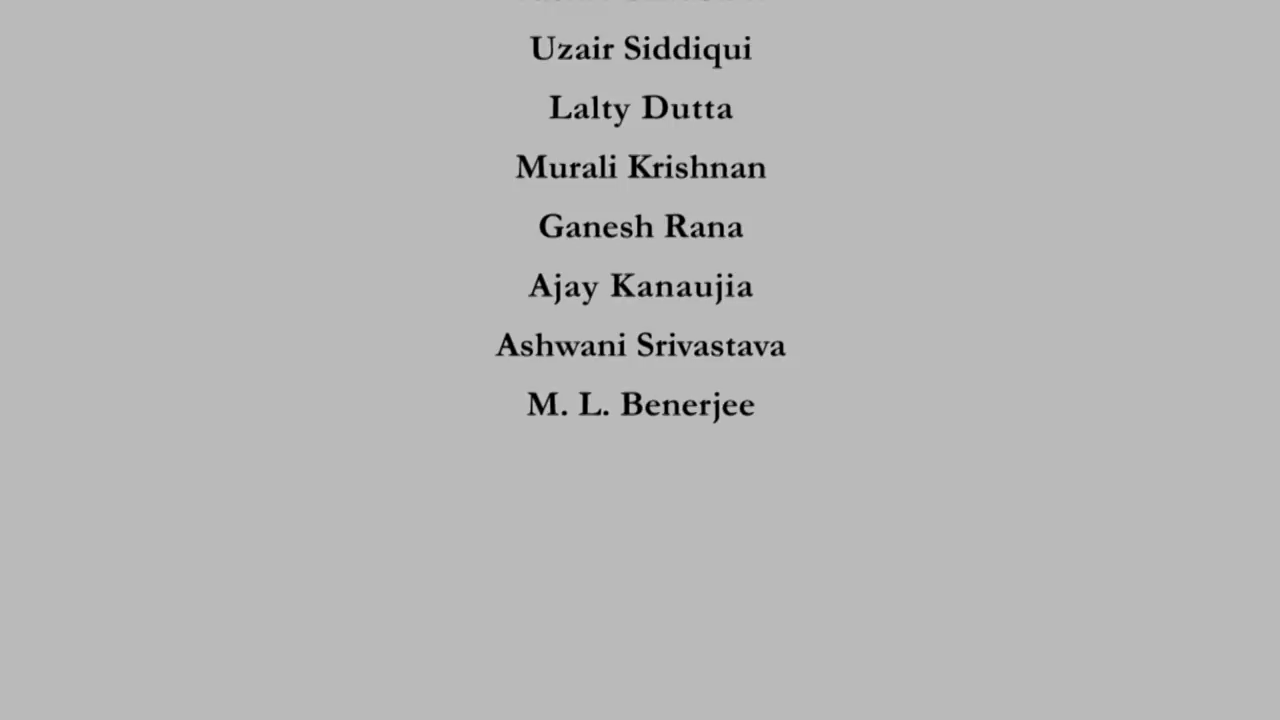 Uzair Siddiqui
Lalty Dutta
Murali Krishnan
Ganesh Rana
Ajay Kanaujia
Ashwani Srivastava
M. L. Benerjee